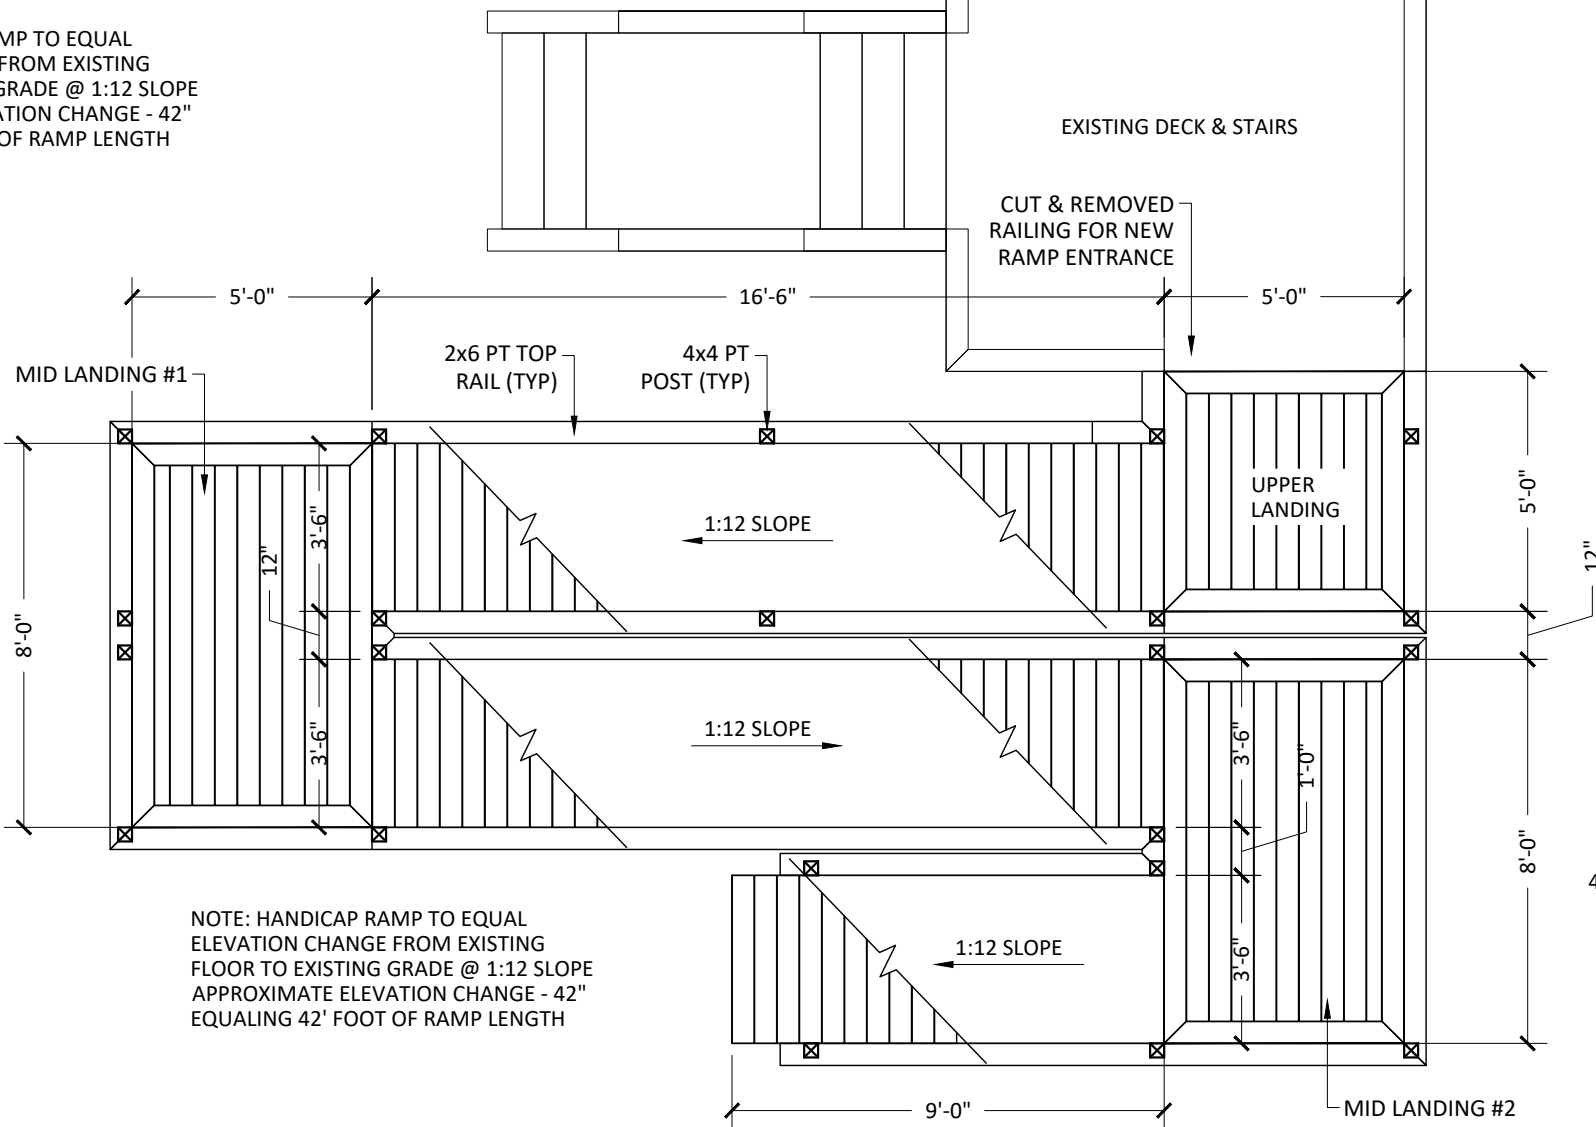 MP TO EQUAL
FROM EXISTING
GRADE @ 1:12 SLOPE
ATION CHANGE - 42"
OF RAMP LENGTH
EXISTING DECK & STAIRS
CUT & REMOVED
RAILING FOR NEW
RAMP ENTRANCE
5'-0"
16'-6"
5'-0"
2x6 PT TOP
RAIL (TYP)
4x4 PT
POST (TYP)
MID LANDING #1
UPPER
LANDING
5'-0"
3'-6"
1:12 SLOPE
12"
12"
8'-0"
3'-6"
1:12 SLOPE
3'-6"
1'-0"
8'-0"
4
NOTE: HANDICAP RAMP TO EQUAL
ELEVATION CHANGE FROM EXISTING
FLOOR TO EXISTING GRADE @ 1:12 SLOPE
APPROXIMATE ELEVATION CHANGE - 42"
EQUALING 42' FOOT OF RAMP LENGTH
1:12 SLOPE
3'-6"
9'-0"
MID LANDING #2